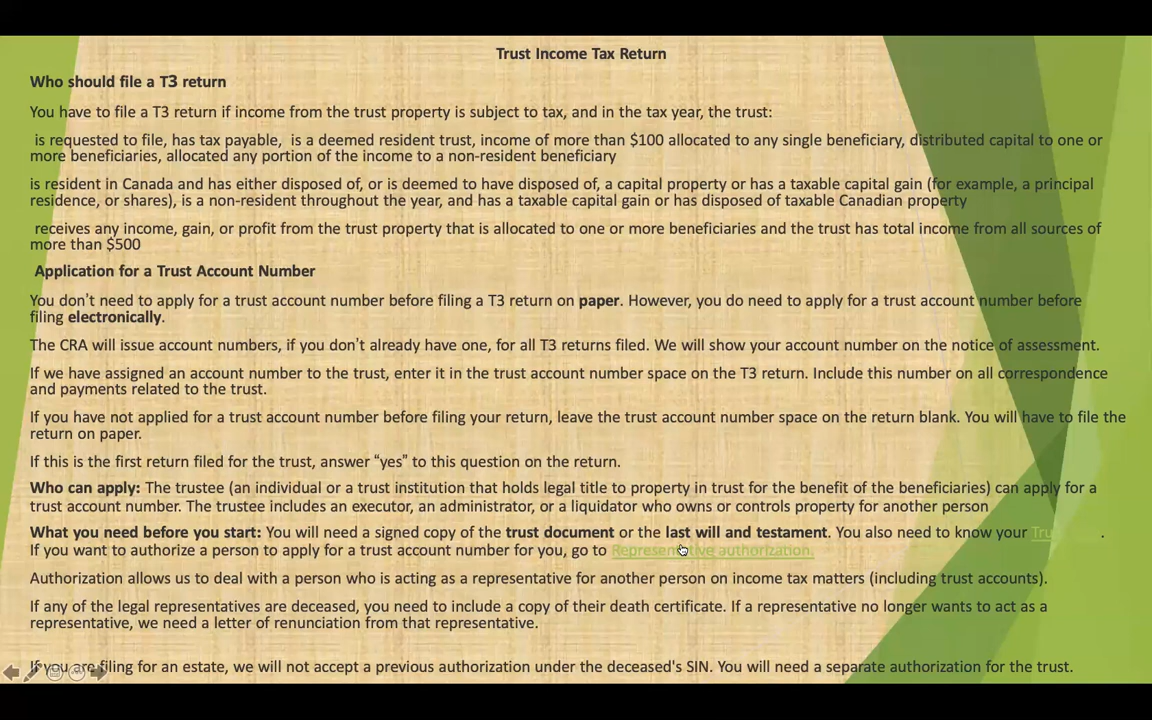 Trust Income Tax Return
Who should file a T3 return
You have to file a T3 return if income from the trust property is subject to tax, and in the tax year, the trust:
is requested to file, has tax payable, is a deemed resident trust, income of more than $100 allocated to any single beneficiary, distributed capital to one or
more beneficiaries, allocated any portion of the income to a non-resident beneficiary
is resident in Canada and has either disposed of, or is deemed to have disposed of, a capital property or has a taxable capital gain (for example, a principal
residence, or shares), is a non-resident throughout the year, and has a taxable capital gain or has disposed of taxable Canadian property
receives any income, gain, or profit from the trust property that is allocated to one or more beneficiaries and the trust has total income from all sources of
more than $500
Application for a Trust Account Number
You don't need to apply for a trust account number before filing a T3 return on paper. However, you do need to apply for a trust account number before
filing electronically.
The CRA will issue account numbers, if you don't already have one, for all T3 returns filed. We will show your account number on the notice of assessment.
If we have assigned an account number to the trust, enter it in the trust account number space on the T3 return. Include this number on all correspondence
and payments related to the trust.
If you have not applied for a trust account number before filing your return, leave the trust account number space on the return blank. You will have to file the
return on paper.
If this is the first return filed for the trust, answer “yes” to this question on the return.
Who can apply: The trustee (an individual or a trust institution that holds legal title to property in trust for the benefit of the beneficiaries) can apply for a
trust account number. The trustee includes an executor, an administrator, or a liquidator who owns or controls property for another person
What you need before you start: You will need a signed copy of the trust document or the last will and testament. You also need to know your .
If you want to authorize a person to apply for a trust account number for you, go to Representative authorization.
Authorization allows us to deal with a person who is acting as a representative for another person on income tax matters (including trust accounts).
If any of the legal representatives are deceased, you need to include a copy of their death certificate. If a representative no longer wants to act as a
representative, we need a letter of renunciation from that representative.
If you are filing for an estate, we will not accept a previous authorization under the deceased's SIN. You will need a separate authorization for the trust.